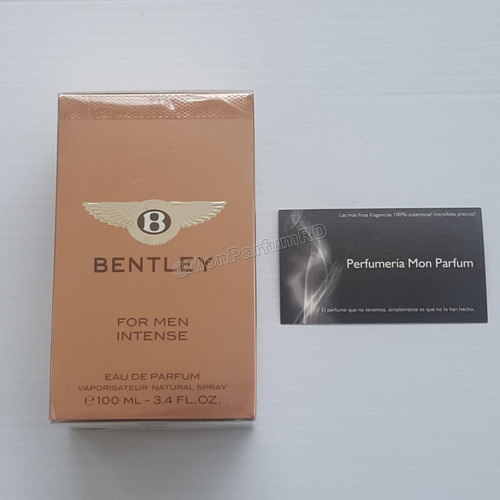 B
BENTLEY
@MonParfumRD
FOR MEN
INTENSE
EAU DE PARFUM
VAPORISATEUR NATURAL SPRAY
℮100 ML - 3.4 FL.OZ.
Las más finas fragancias 100% autenticas! Increíbles precios!
Perfumería Mon Parfum
El perfume que no tenemos, simplemente es que no lo han hecho.